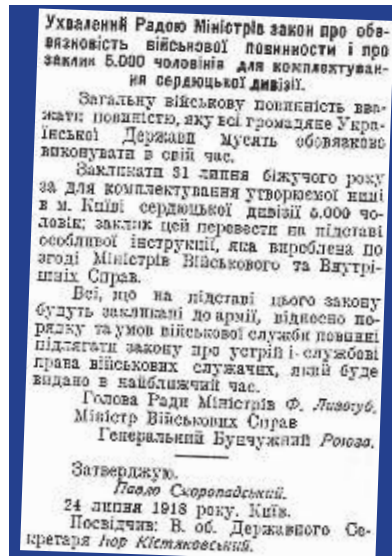 Ухвалений Радою Міністрів закон про обо-
вязковість військової повинности і про
заклик 5.000 чоловіків для комплектуван-
ня сердюцької дивізії.
Загальну військову повинність вва-
жати повиністю, яку всі громадяне Укра-
їнської Держави мусять обовязково
виконувати в свій час.
Закликати 31 липня біжучого року
за для комплектування утворюємої нині
в м. Київі сердюцької дивізії 5.000 чо-
ловік; заклик цей перевести на підставі
особливої інструкції, яка вироблена по
згоді Міністрів Військового та Внутрі-
шніх Справ.
Всі, що на підставі цього закону
будуть закликані до армії, відносно по-
рядку та умов військової служби повинні
підлягати закону про устрій і службові
права військових служачих, який буде
видано в найближчий час.
Голова Ради Міністрів Ф. Лизогуб.
Міністр Військових Справ
Генеральний Бунчужний Рогоза.
Затверджую.
Павло Скоропадський.
24 липня 1918 року. Київ.
Посвідчив: В. об. Державного Се-
кретаря Ігор Кістяковський.